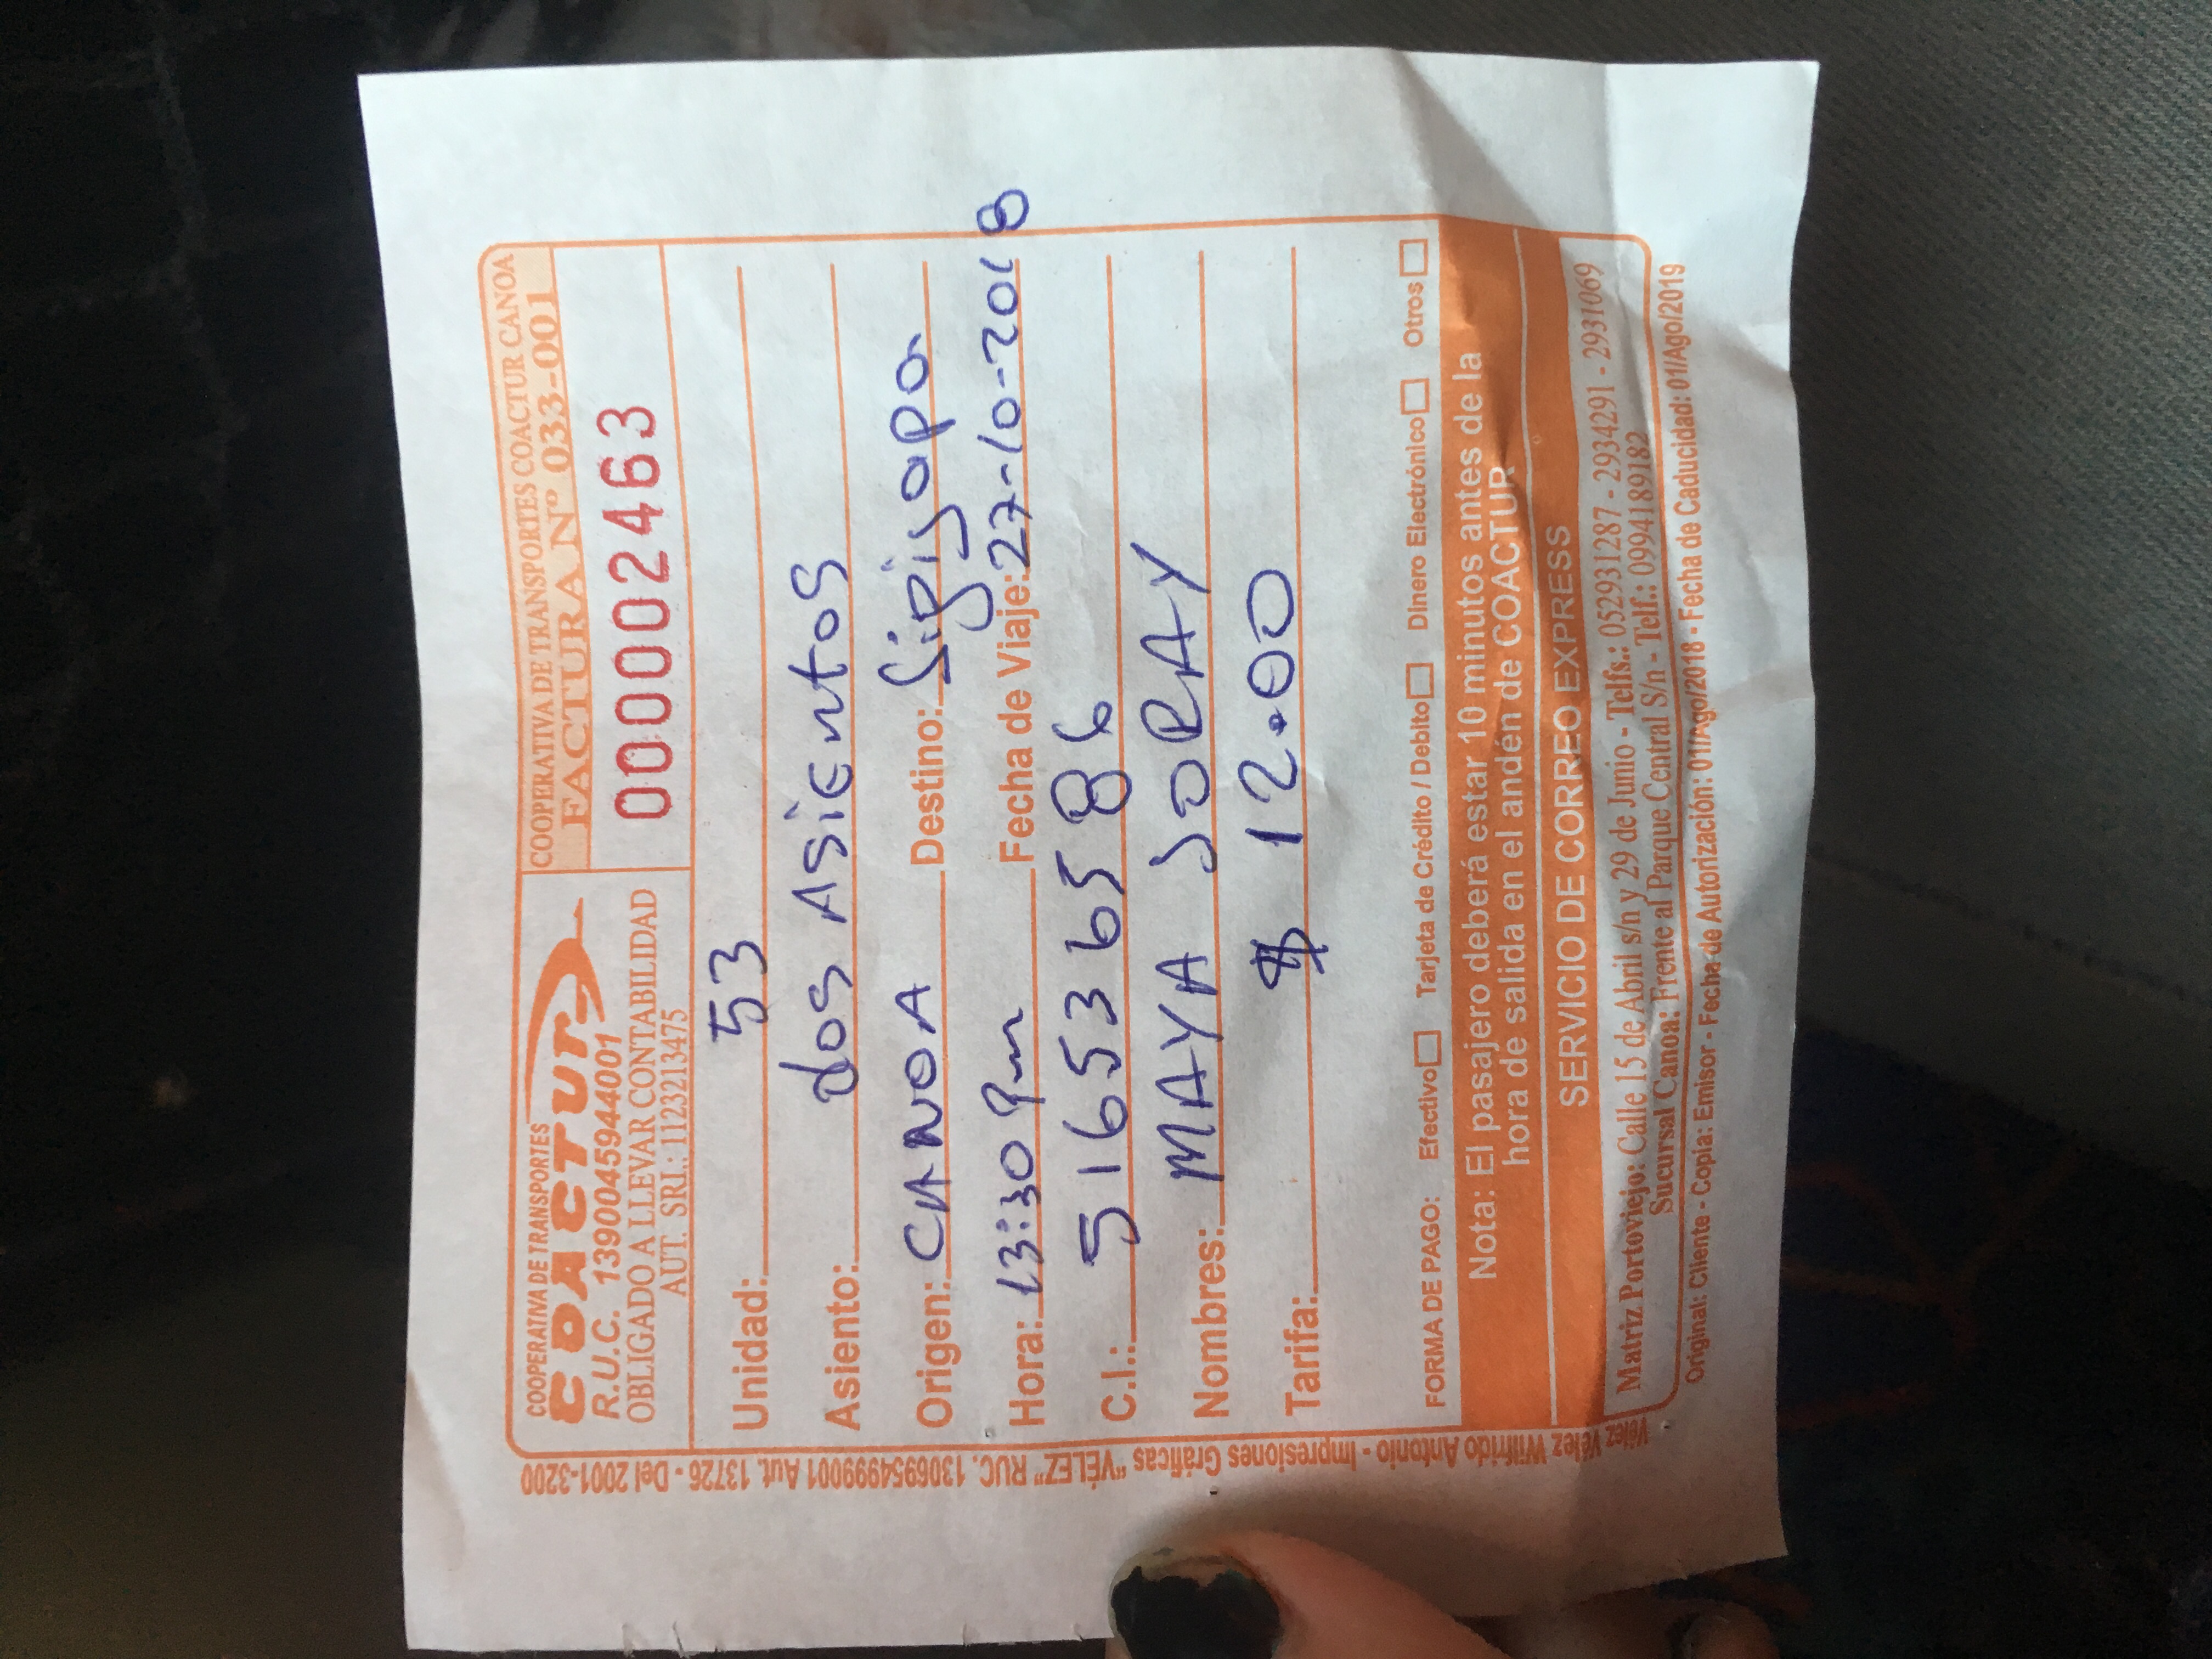 COOPERATIVA DE TRANSPORTES
COACTUR
R.U.C. 1390045944001
OBLIGADO A LLEVAR CONTABILIDAD
AUT. SRI.: 1123213475
COOPERATIVA DE TRANSPORTES COACTUR CANOA
FACTURA Nº 033-001
000002463
Unidad: 53
Asiento: dos Asientos
Origen: CANOA Destino: Jipijapa
Hora: 13:30 Pm Fecha de Viaje: 27-10-2018
C.I.: 516536586
Nombres: MAYA JORAY
Tarifa: $ 12.00
FORMA DE PAGO: Efectivo Tarjeta de Crédito / Debito Dinero Electrónico Otros
Nota: El pasajero deberá estar 10 minutos antes de la
hora de salida en el andén de COACTUR
SERVICIO DE CORREO EXPRESS
Matriz Portoviejo: Calle 15 de Abril s/n y 29 de Junio - Telfs.: 052931287 - 2934291 - 2931069
Sucursal Canoa: Frente al Parque Central S/n - Telf.: 0994189182
Original: Cliente - Copia: Emisor - Fecha de Autorización: 01/Ago/2018 - Fecha de Caducidad: 01/Ago/2019
Vélez Vélez Wilfrido Antonio - Impresiones Gráficas "VÉLEZ" RUC. 1306954999001 Aut. 13726 - Del 2001-3200